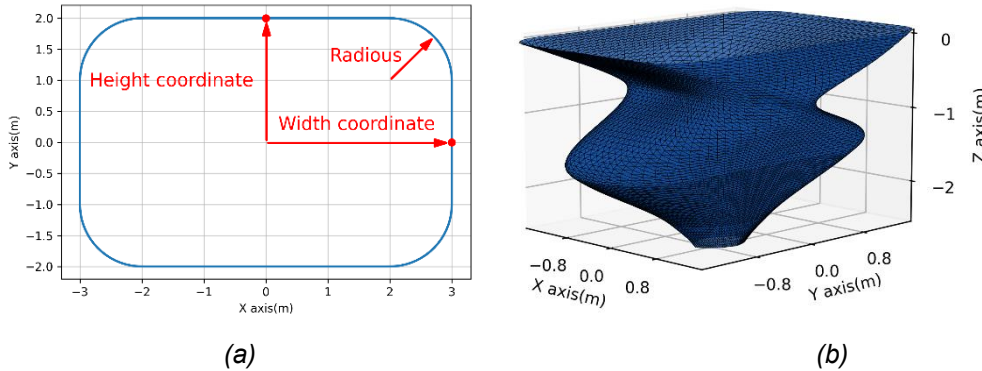 2.0
1.5
1.0
0.5
0.0
−0.5
−1.0
−1.5
−2.0
Y axis(m)
Height coordinate
Radious
Width coordinate
−3 −2 −1 0 1 2 3
X axis(m)
(a)
0
−1
−2
Z axis(m)
−0.8 0.0 0.8
X axis(m)
−0.8 0.0 0.8
Y axis(m)
(b)